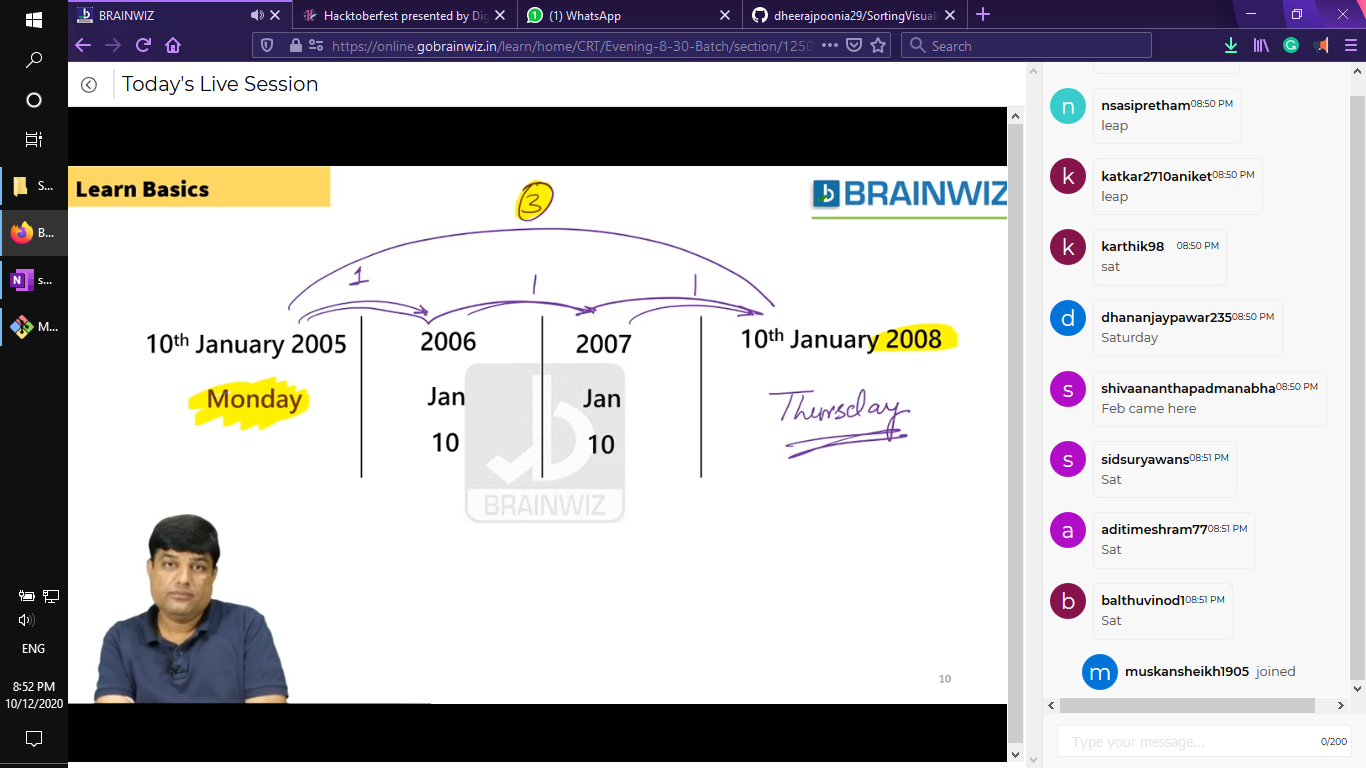 BRAINWIZ
Hacktoberfest presented by Dig
(1) WhatsApp
dheerajpoonia29/SortingVisual
https://online.gobrainwiz.in/learn/home/CRT/Evening-8-30-Batch/section/1250
Search
Today's Live Session
Learn Basics
3
BRAINWIZ
1
1
1
10th January 2005
2006
2007
10th January 2008
Monday
Jan
Jan
Thursday
10
10
BRAINWIZ
10
nsasipretham 08:50 PM
leap
katkar2710aniket 08:50 PM
leap
karthik98 08:50 PM
sat
dhananjaypawar235 08:50 PM
Saturday
shivaananthapadmanabha 08:50 PM
Feb came here
sidsuryawans 08:51 PM
Sat
aditimeshram77 08:51 PM
Sat
balthuvinod1 08:51 PM
Sat
muskansheikh1905 joined
Type your message...
0/200
n
k
k
d
s
s
a
b
m
S...
B...
s...
M...
ENG
8:52 PM
10/12/2020